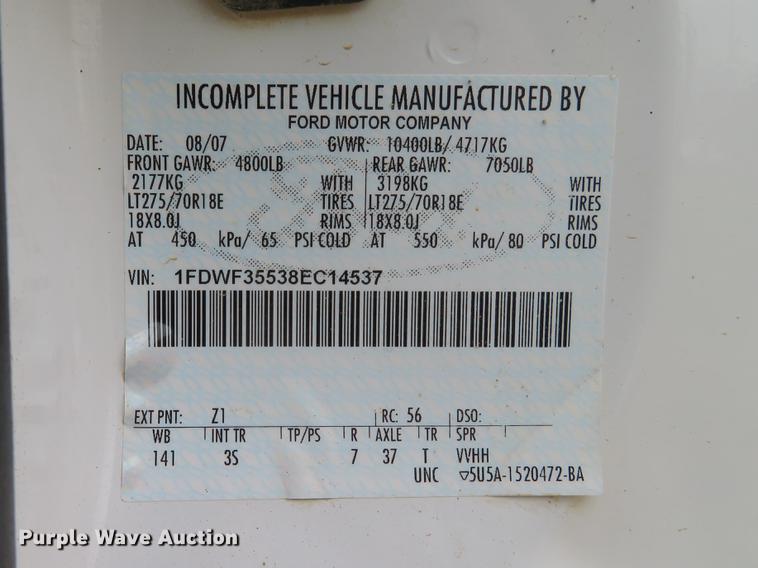 INCOMPLETE VEHICLE MANUFACTURED BY
FORD MOTOR COMPANY
DATE: 08/07 GVWR: 10400LB/ 4717KG
FRONT GAWR: 4800LB REAR GAWR: 7050LB
2177KG WITH 3198KG WITH
LT275/70R18E TIRES LT275/70R18E TIRES
18X8.0J RIMS 18X8.0J RIMS
AT 450 kPa/ 65 PSI COLD AT 550 kPa/ 80 PSI COLD
VIN: 1FDWF35538EC14537
EXT PNT: Z1 RC: 56 DSO:
WB INT TR TP/PS R AXLE TR SPR
141 3S 7 37 T VVHH
UNC ▽5U5A-1520472-BA
Purple Wave Auction